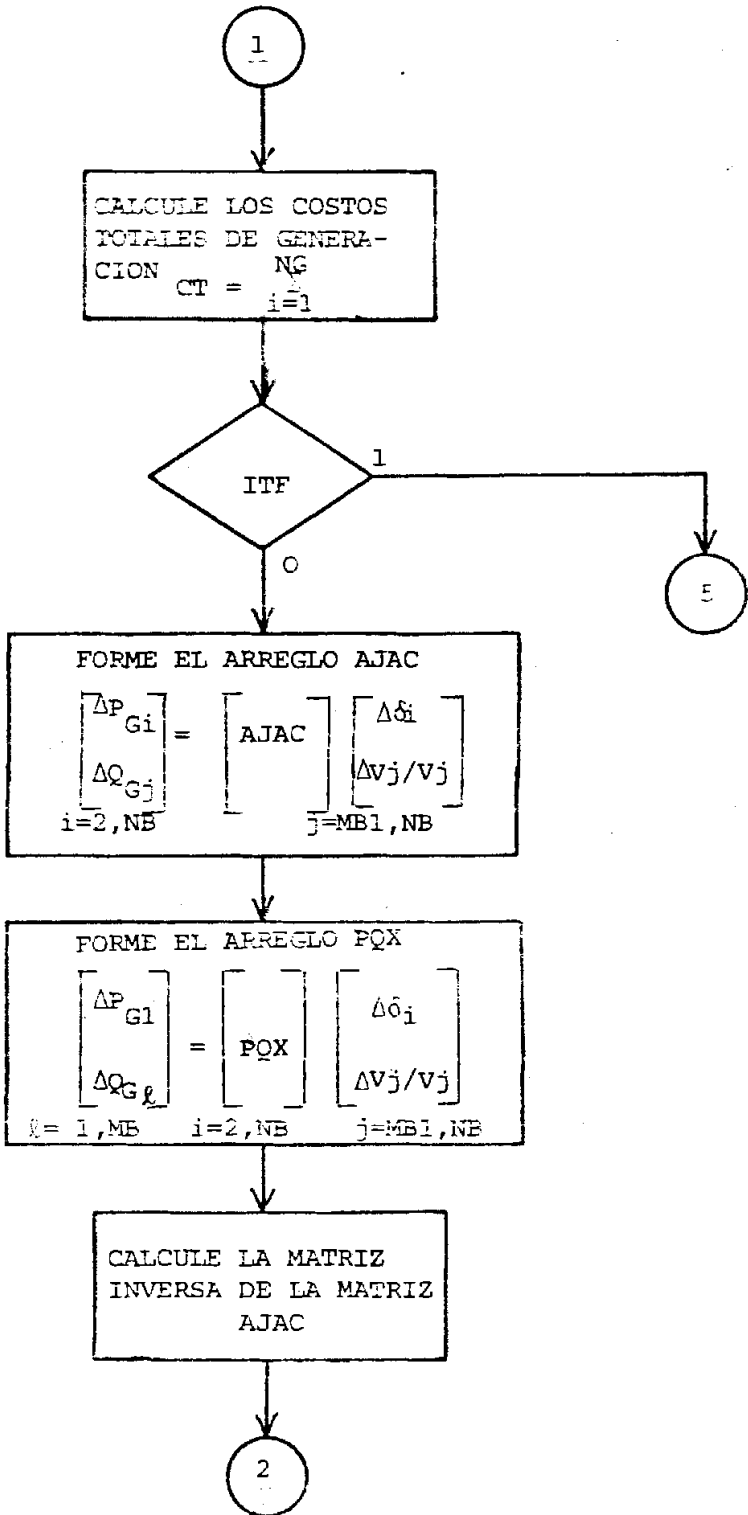 1
CALCULE LOS COSTOS
TOTALES DE GENERA-
CION CT = NG Σ i=1
ITF
1
0
5
FORME EL ARREGLO AJAC
ΔP Gi = AJAC Δδi
ΔQ Gj ΔVj/Vj
i=2,NB j=MB1,NB
FORME EL ARREGLO PQX
ΔP G1 Δδi
= PQX
ΔQ Gℓ ΔVj/Vj
ℓ= 1,MB i=2,NB j=MB1,NB
CALCULE LA MATRIZ
INVERSA DE LA MATRIZ
AJAC
2